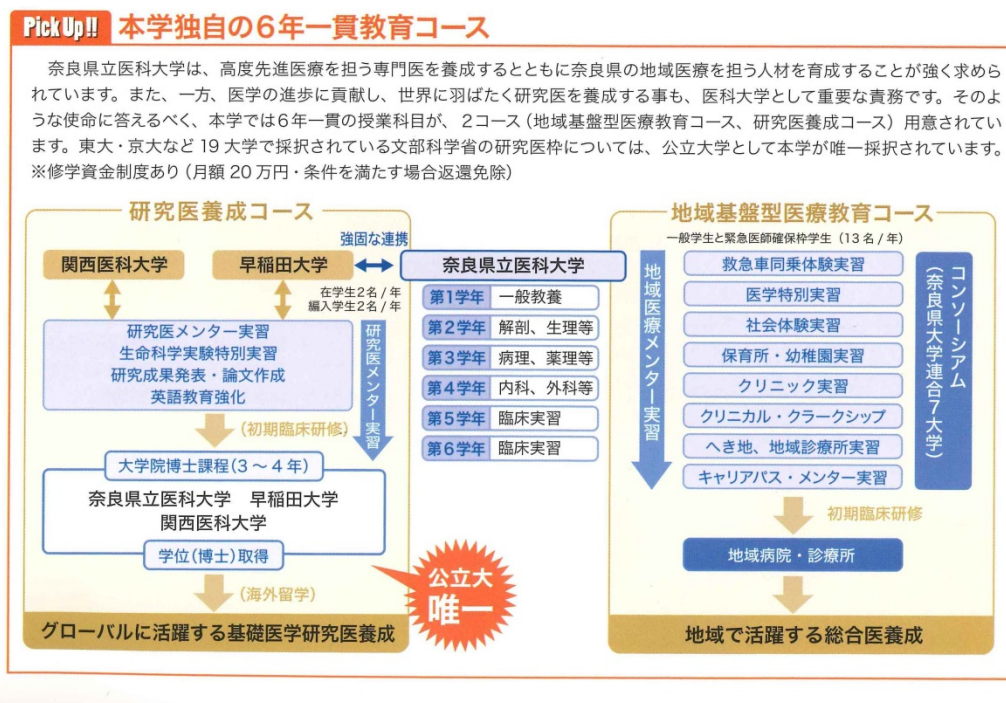 Pick Up!! 本学独自の6年一貫教育コース
奈良県立医科大学は、高度先進医療を担う専門医を養成するとともに奈良県の地域医療を担う人材を育成することが強く求めら
れています。また、一方、医学の進歩に貢献し、世界に羽ばたく研究医を養成する事も、医科大学として重要な責務です。そのよ
うな使命に答えるべく、本学では6年一貫の授業科目が、2コース(地域基盤型医療教育コース、研究医養成コース)用意されてい
ます。東大・京大など19大学で採択されている文部科学省の研究医枠については、公立大学として本学が唯一採択されています。
※修学資金制度あり(月額20万円・条件を満たす場合返還免除)
研究医養成コース
強固な連携
関西医科大学
早稲田大学
在学生2名/年
編入学生2名/年
研究医メンター実習
生命科学実験特別実習
研究成果発表・論文作成
英語教育強化
研究医メンター実習
(初期臨床研修)
大学院博士課程(3〜4年)
奈良県立医科大学 早稲田大学
関西医科大学
学位(博士)取得
(海外留学)
グローバルに活躍する基礎医学研究医養成
公立大
唯一
奈良県立医科大学
第1学年 一般教養
第2学年 解剖、生理等
第3学年 病理、薬理等
第4学年 内科、外科等
第5学年 臨床実習
第6学年 臨床実習
地域基盤型医療教育コース
一般学生と緊急医師確保枠学生(13名/年)
地域医療メンター実習
救急車同乗体験実習
医学特別実習
社会体験実習
保育所・幼稚園実習
クリニック実習
クリニカル・クラークシップ
へき地、地域診療所実習
キャリアパス・メンター実習
コンソーシアム
(奈良県大学連合7大学)
初期臨床研修
地域病院・診療所
地域で活躍する総合医養成